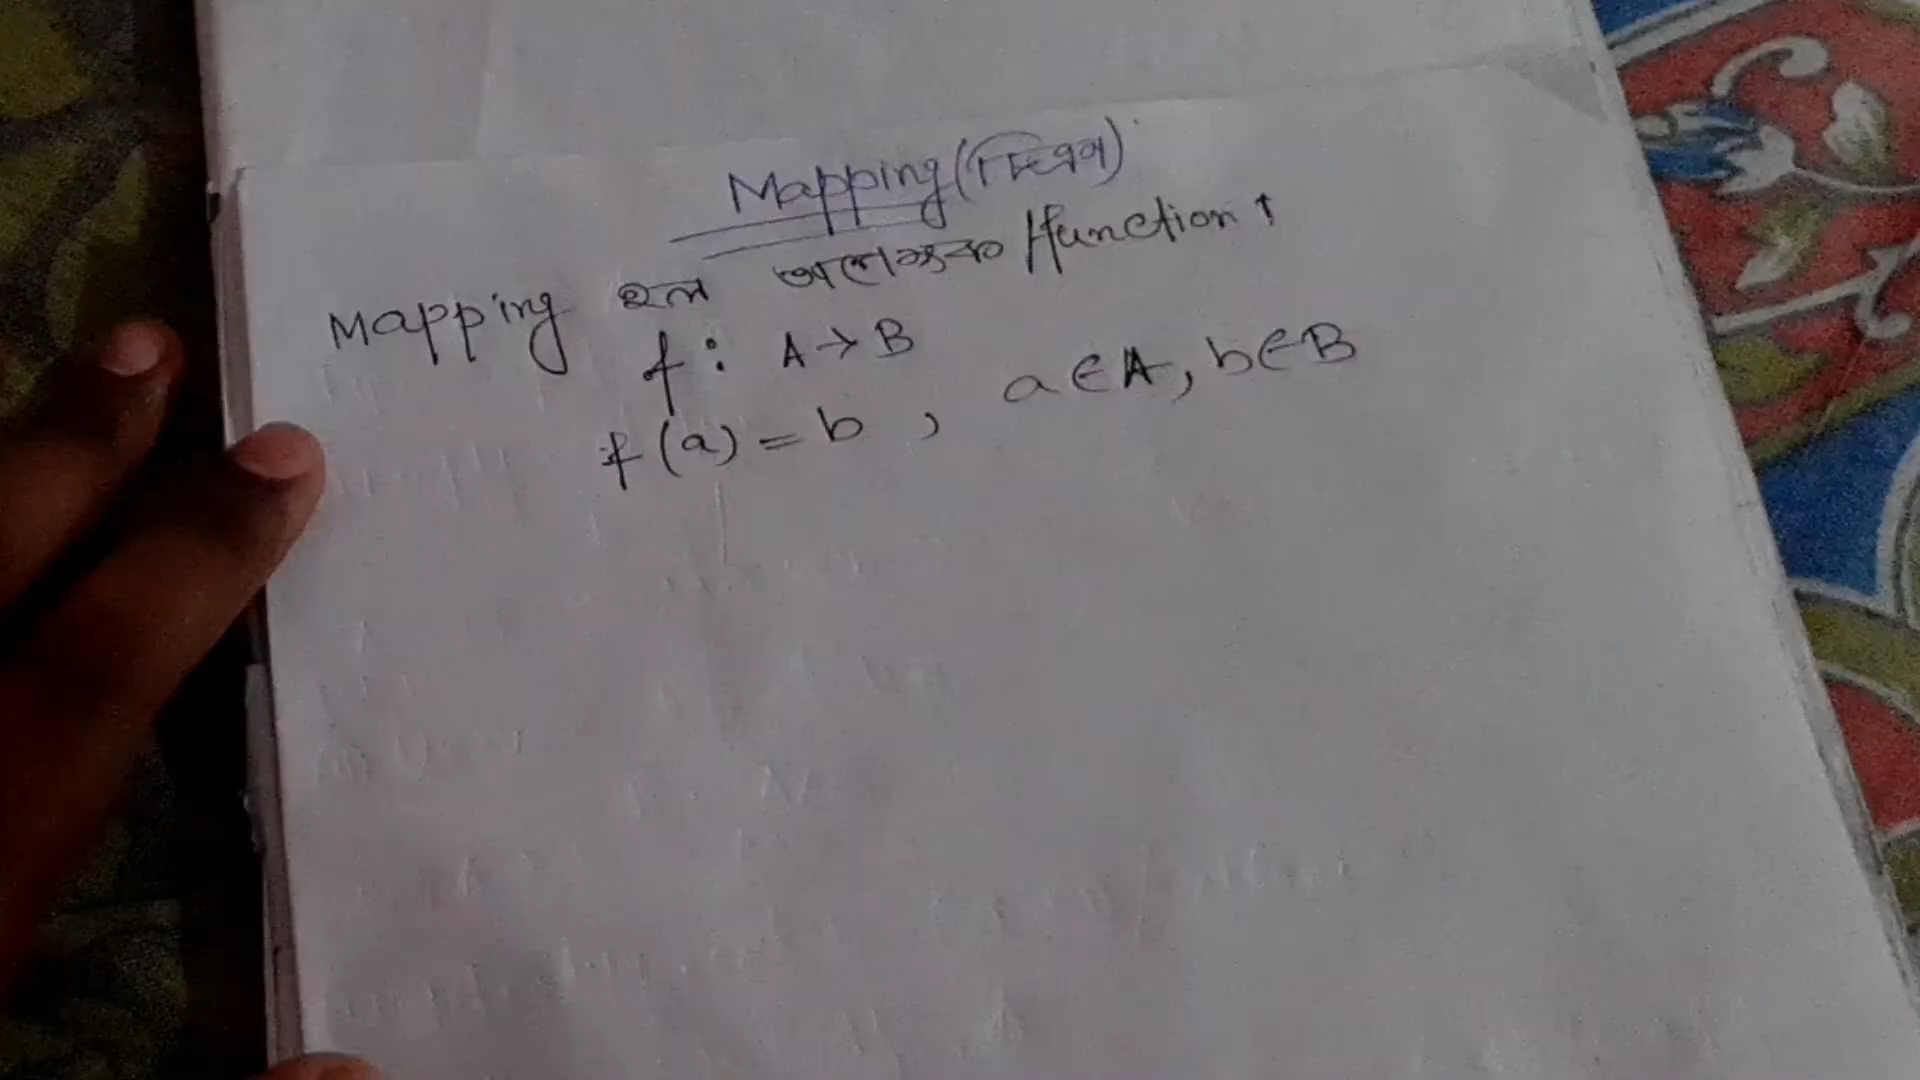 Mapping (চিত্রণ)
Mapping হল অপেক্ষক /function ।
f : A → B
f (a) = b , a ∈ A, b ∈ B